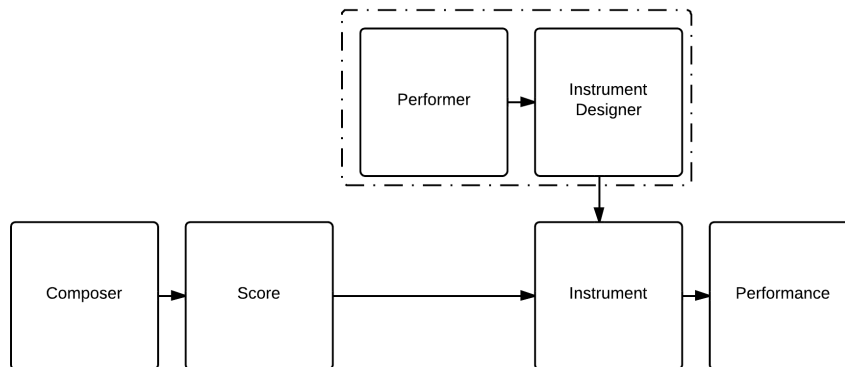 Performer
Instrument
Designer
Composer
Score
Instrument
Performance